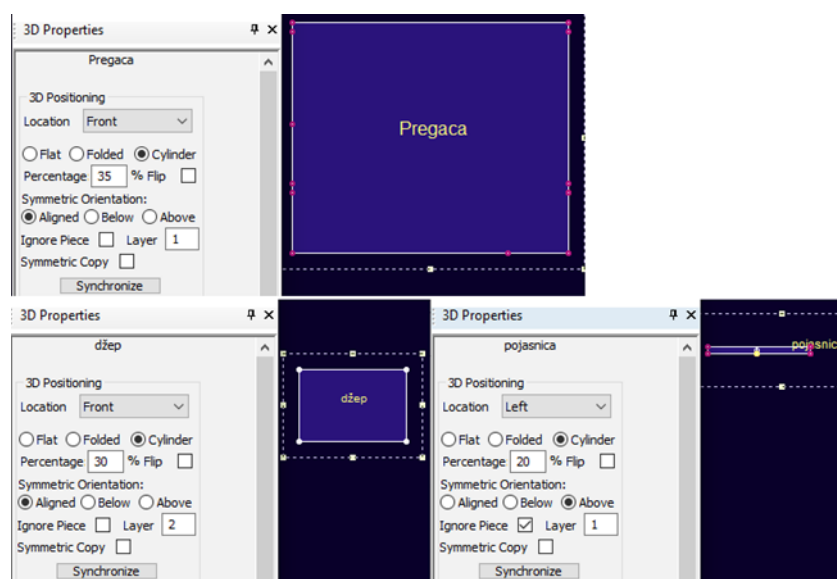 3D Properties
Pregaca
3D Positioning
Location Front
Flat Folded Cylinder
Percentage 35 % Flip
Symmetric Orientation:
Aligned Below Above
Ignore Piece Layer 1
Symmetric Copy
Synchronize
Pregaca
3D Properties
džep
3D Positioning
Location Front
Flat Folded Cylinder
Percentage 30 % Flip
Symmetric Orientation:
Aligned Below Above
Ignore Piece Layer 2
Symmetric Copy
Synchronize
džep
3D Properties
pojasnica
3D Positioning
Location Left
Flat Folded Cylinder
Percentage 20 % Flip
Symmetric Orientation:
Aligned Below Above
Ignore Piece Layer 1
Symmetric Copy
Synchronize
pojasnic